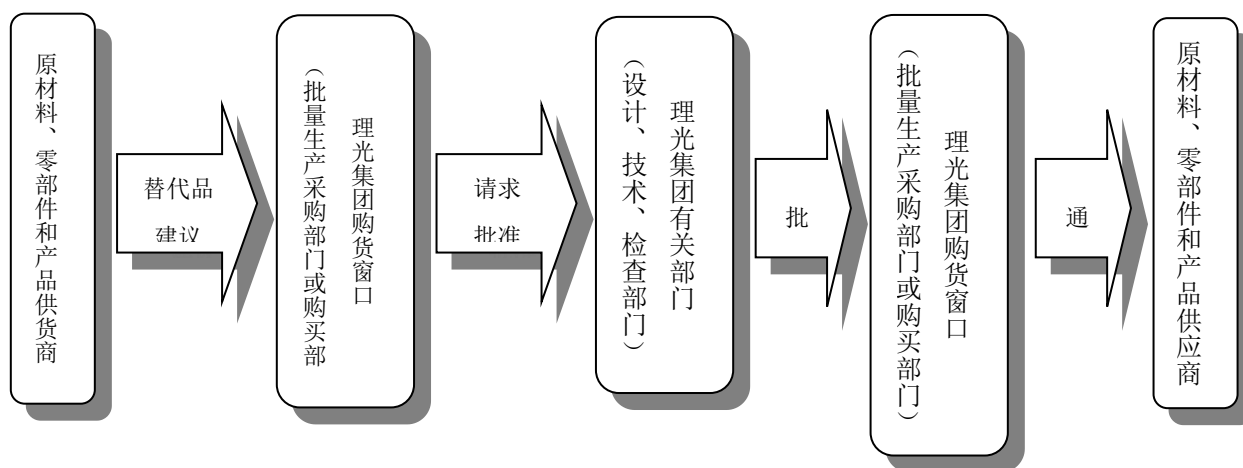 原材料、零部件和产品供货商
替代品
建议
理光集团购货窗口
(批量生产采购部门或购买部
请求
批准
理光集团有关部门
(设计、技术、检查部门)
批
理光集团购货窗口
(批量生产采购部门或购买部门)
通
原材料、零部件和产品供应商